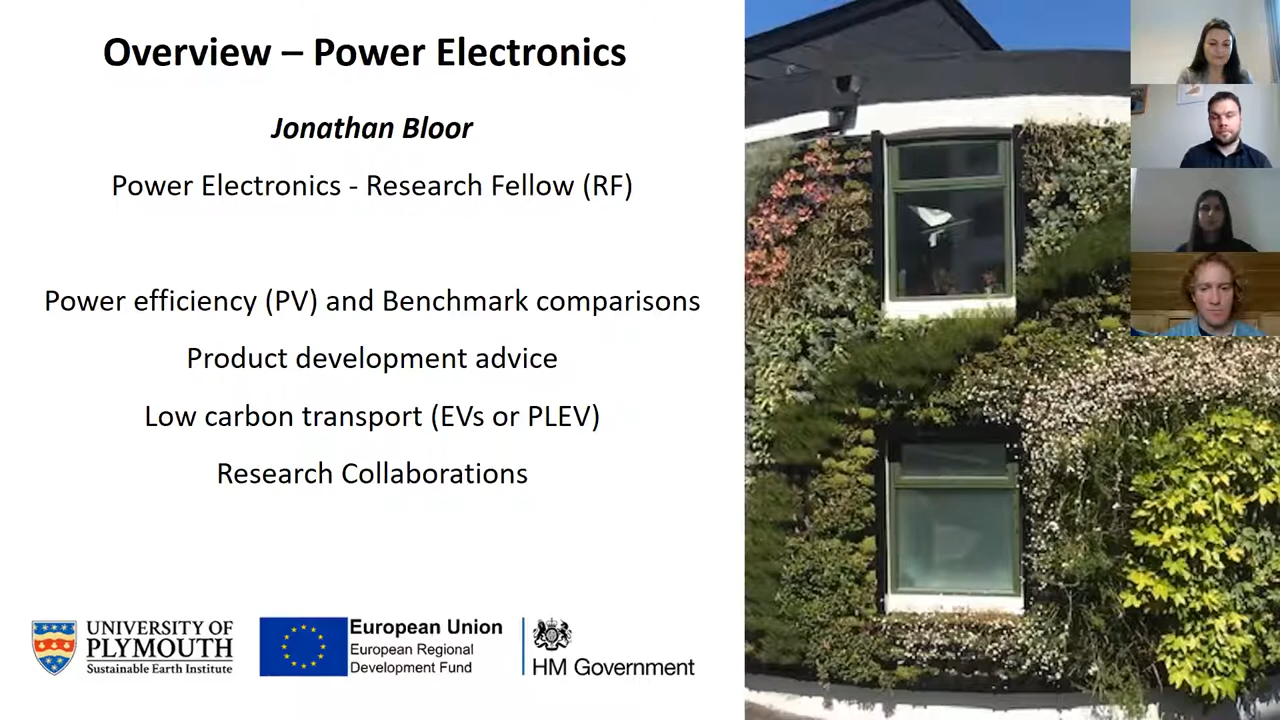 Overview – Power Electronics
Jonathan Bloor
Power Electronics - Research Fellow (RF)
Power efficiency (PV) and Benchmark comparisons
Product development advice
Low carbon transport (EVs or PLEV)
Research Collaborations
UNIVERSITY OF
PLYMOUTH
Sustainable Earth Institute
European Union
European Regional
Development Fund
HM Government